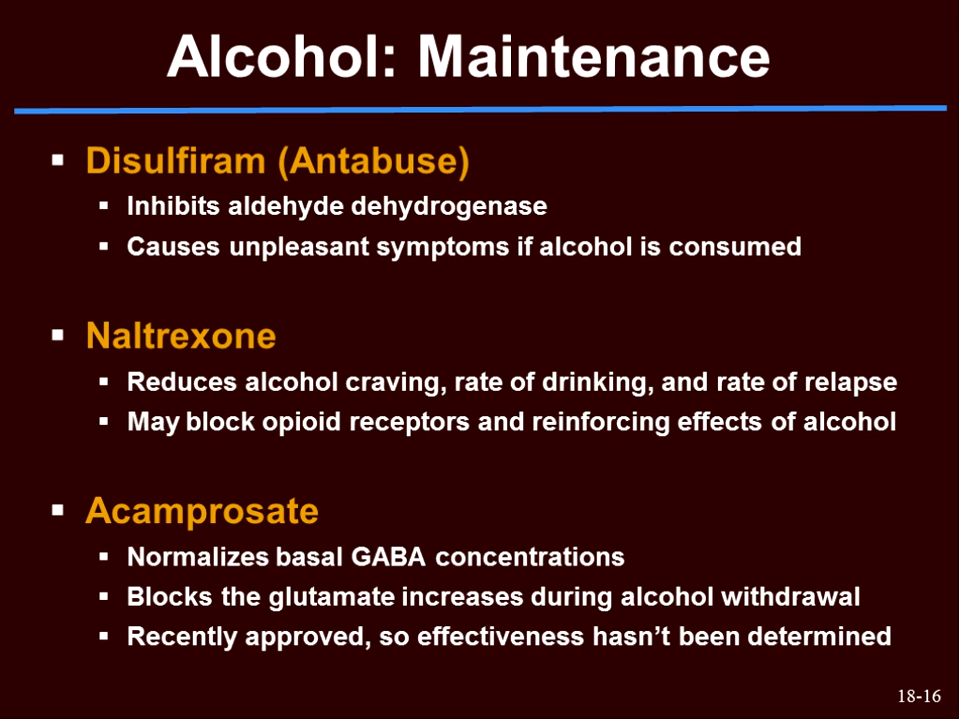 Alcohol: Maintenance
▪ Disulfiram (Antabuse)
▪ Inhibits aldehyde dehydrogenase
▪ Causes unpleasant symptoms if alcohol is consumed
▪ Naltrexone
▪ Reduces alcohol craving, rate of drinking, and rate of relapse
▪ May block opioid receptors and reinforcing effects of alcohol
▪ Acamprosate
▪ Normalizes basal GABA concentrations
▪ Blocks the glutamate increases during alcohol withdrawal
▪ Recently approved, so effectiveness hasn’t been determined
18-16